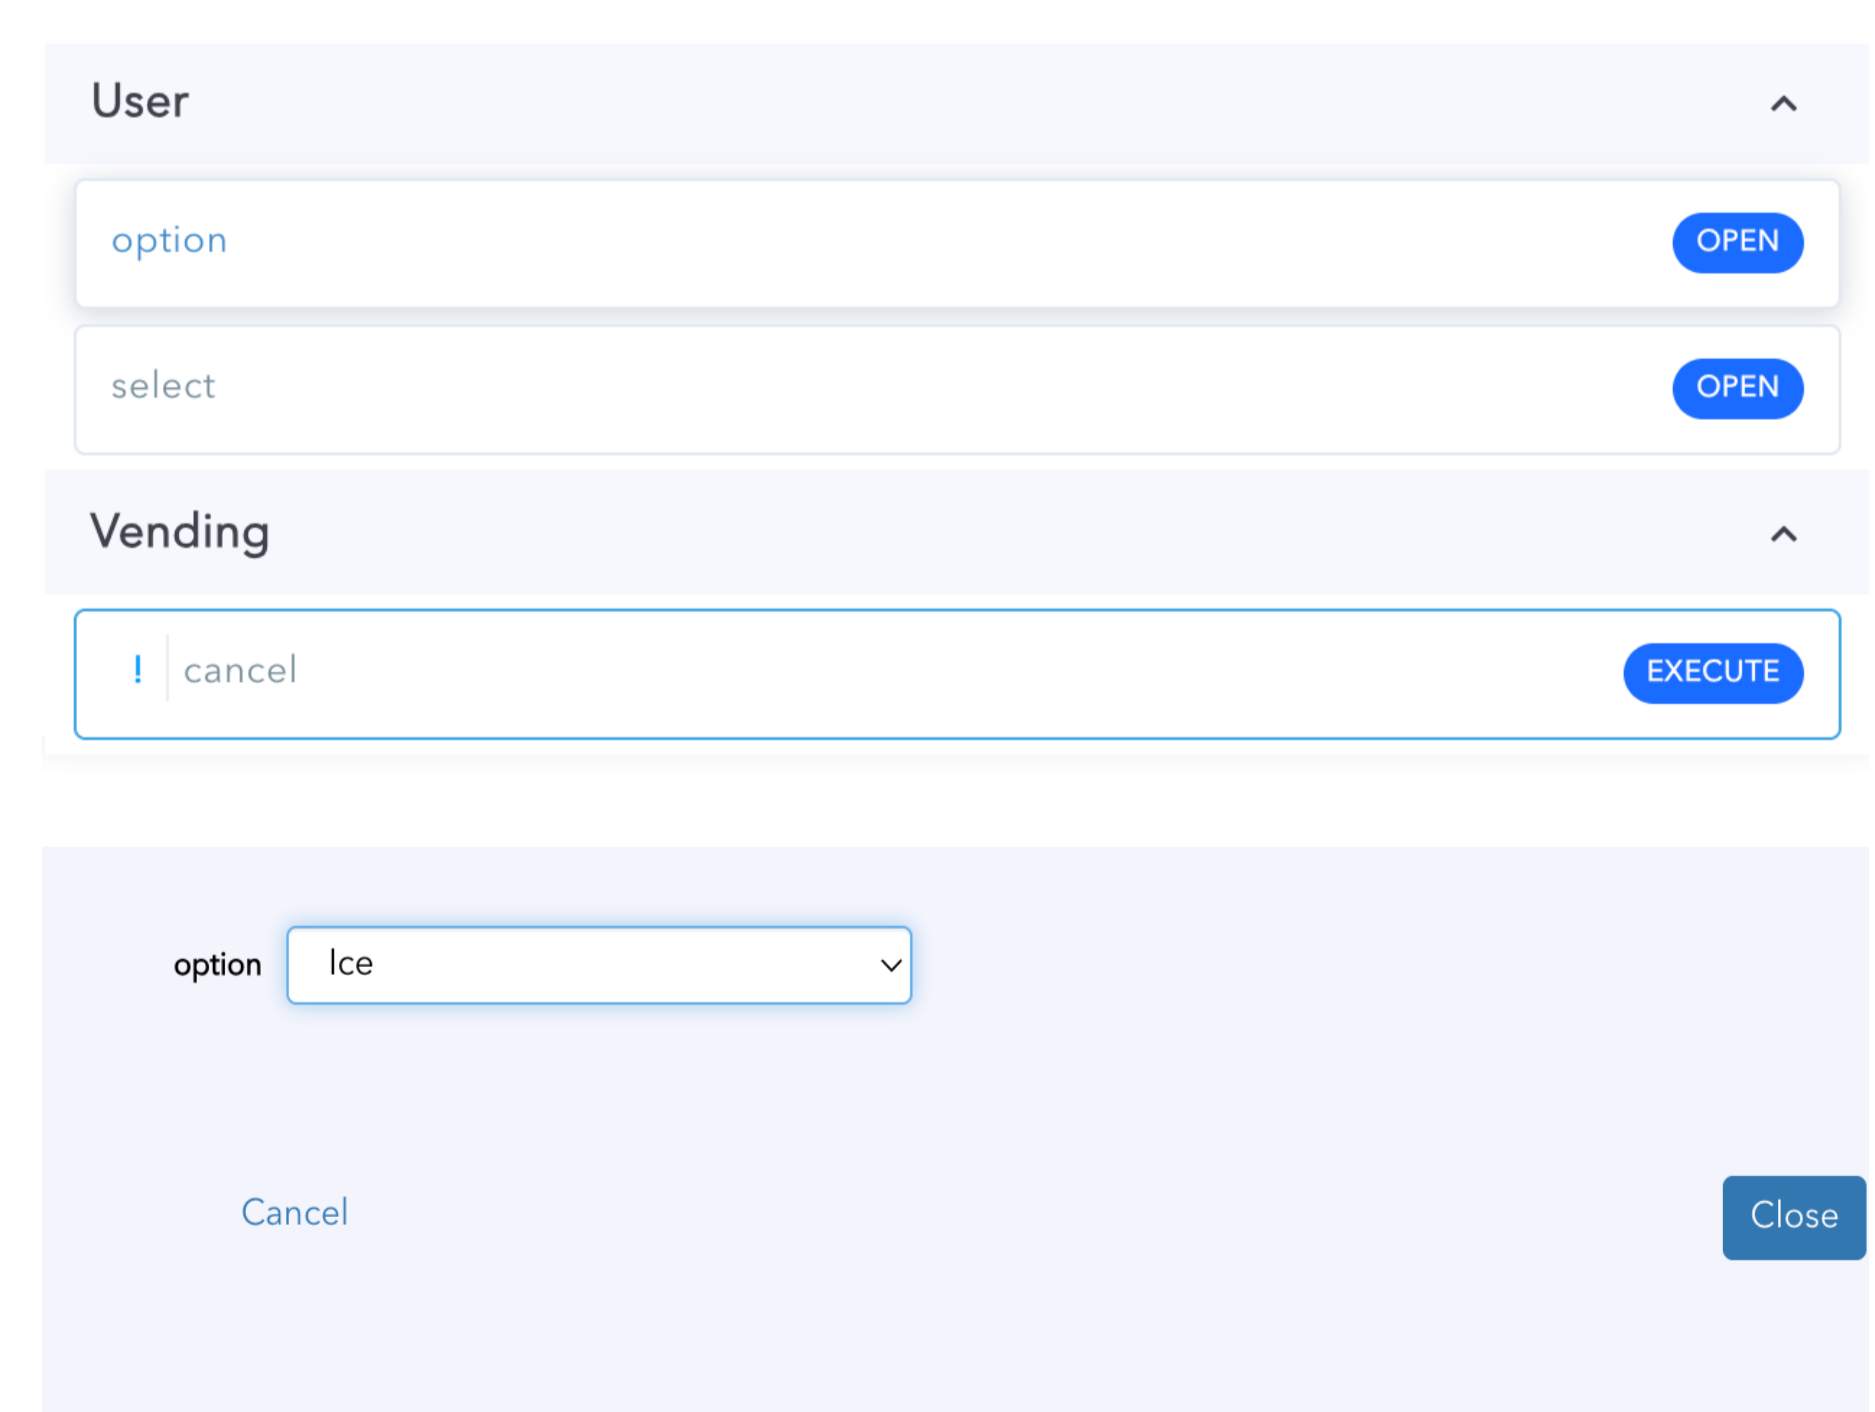 User
option OPEN
select OPEN
Vending
! cancel EXECUTE
option Ice
Cancel Close